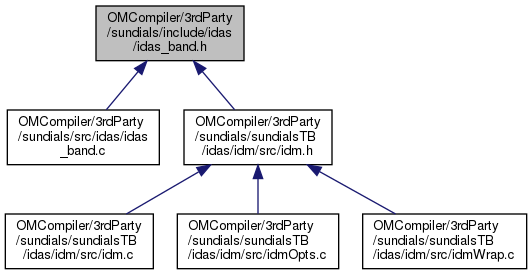 OMCompiler/3rdParty
/sundials/include/idas
/idas_band.h
OMCompiler/3rdParty
/sundials/src/idas/idas
_band.c
OMCompiler/3rdParty
/sundials/sundialsTB
/idas/idm/src/idm.h
OMCompiler/3rdParty
/sundials/sundialsTB
/idas/idm/src/idm.c
OMCompiler/3rdParty
/sundials/sundialsTB
/idas/idm/src/idmOpts.c
OMCompiler/3rdParty
/sundials/sundialsTB
/idas/idm/src/idmWrap.c